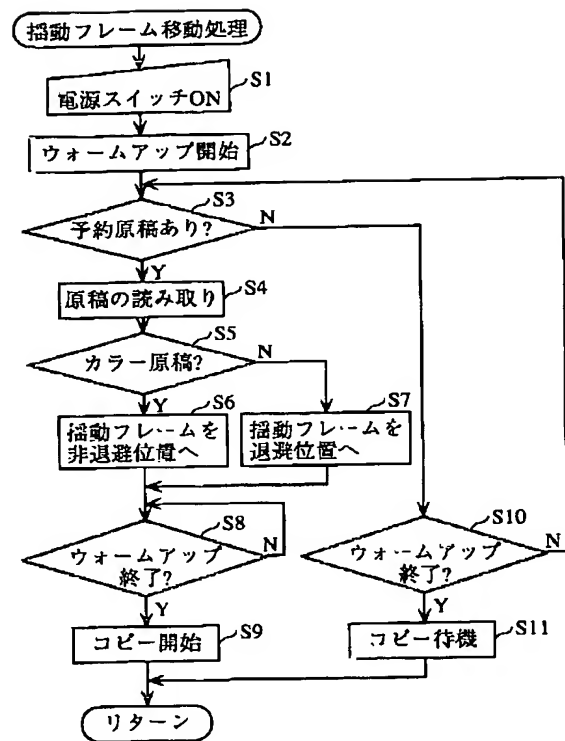 揺動フレーム移動処理
S1
電源スイッチON
S2
ウォームアップ開始
S3
予約原稿あり?
N
Y
S4
原稿の読み取り
S5
カラー原稿?
N
Y
S6
揺動フレームを
非退避位置へ
S7
揺動フレームを
退避位置へ
S8
ウォームアップ
終了?
N
Y
S10
ウォームアップ
終了?
N
Y
S9
コピー開始
S11
コピー待機
リターン